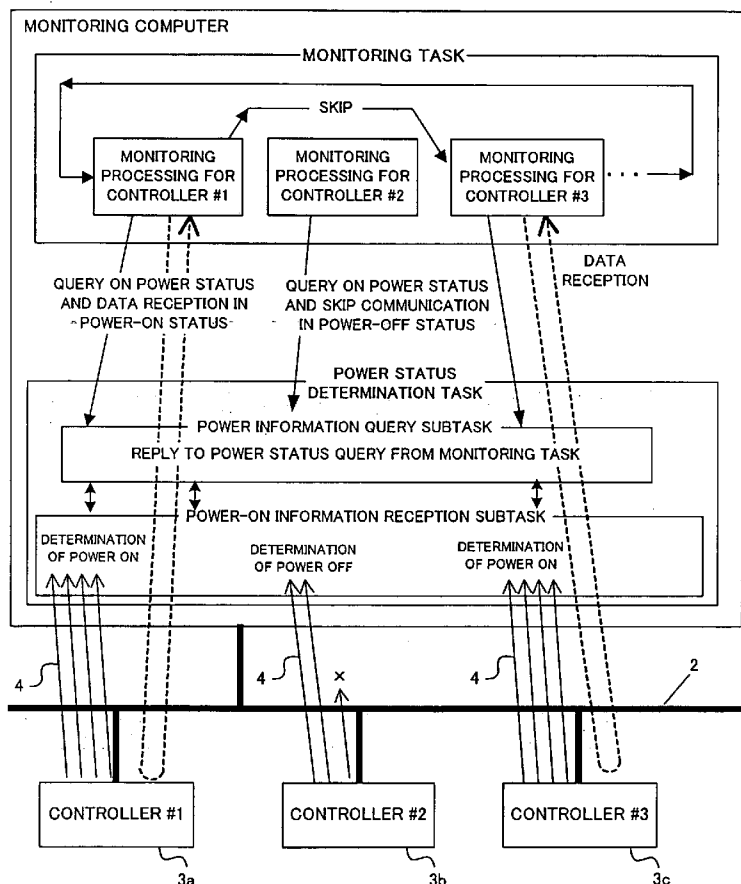 MONITORING COMPUTER
MONITORING TASK
SKIP
MONITORING
PROCESSING FOR
CONTROLLER #1
MONITORING
PROCESSING FOR
CONTROLLER #2
MONITORING
PROCESSING FOR
CONTROLLER #3
...
QUERY ON POWER STATUS
AND DATA RECEPTION IN
POWER-ON STATUS
QUERY ON POWER STATUS
AND SKIP COMMUNICATION
IN POWER-OFF STATUS
DATA
RECEPTION
POWER STATUS
DETERMINATION TASK
POWER INFORMATION QUERY SUBTASK
REPLY TO POWER STATUS QUERY FROM MONITORING TASK
POWER-ON INFORMATION RECEPTION SUBTASK
DETERMINATION
OF POWER ON
DETERMINATION
OF POWER OFF
DETERMINATION
OF POWER ON
4
4
×
4
2
CONTROLLER #1
CONTROLLER #2
CONTROLLER #3
3a
3b
3c